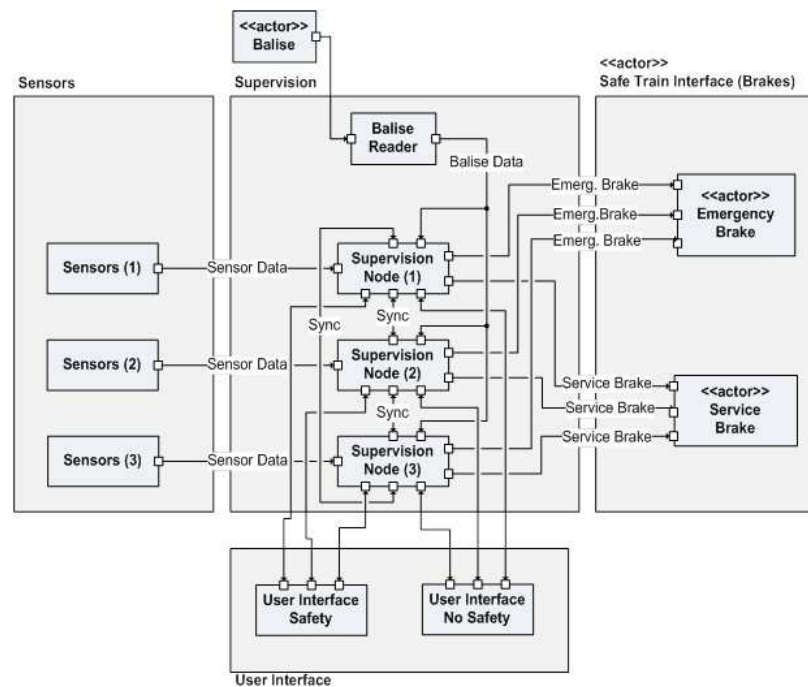 <<actor>>
Balise
<<actor>>
Safe Train Interface (Brakes)
Sensors
Supervision
Balise
Reader
Balise Data
Emerg. Brake
<<actor>>
Emergency
Brake
Emerg.Brake
Emerg. Brake
Sensors (1)
Sensor Data
Supervision
Node (1)
Sync
Sync
Sensors (2)
Sensor Data
Supervision
Node (2)
Service Brake
<<actor>>
Service
Brake
Service Brake
Sync
Service Brake
Sensors (3)
Sensor Data
Supervision
Node (3)
User Interface
Safety
User Interface
No Safety
User Interface